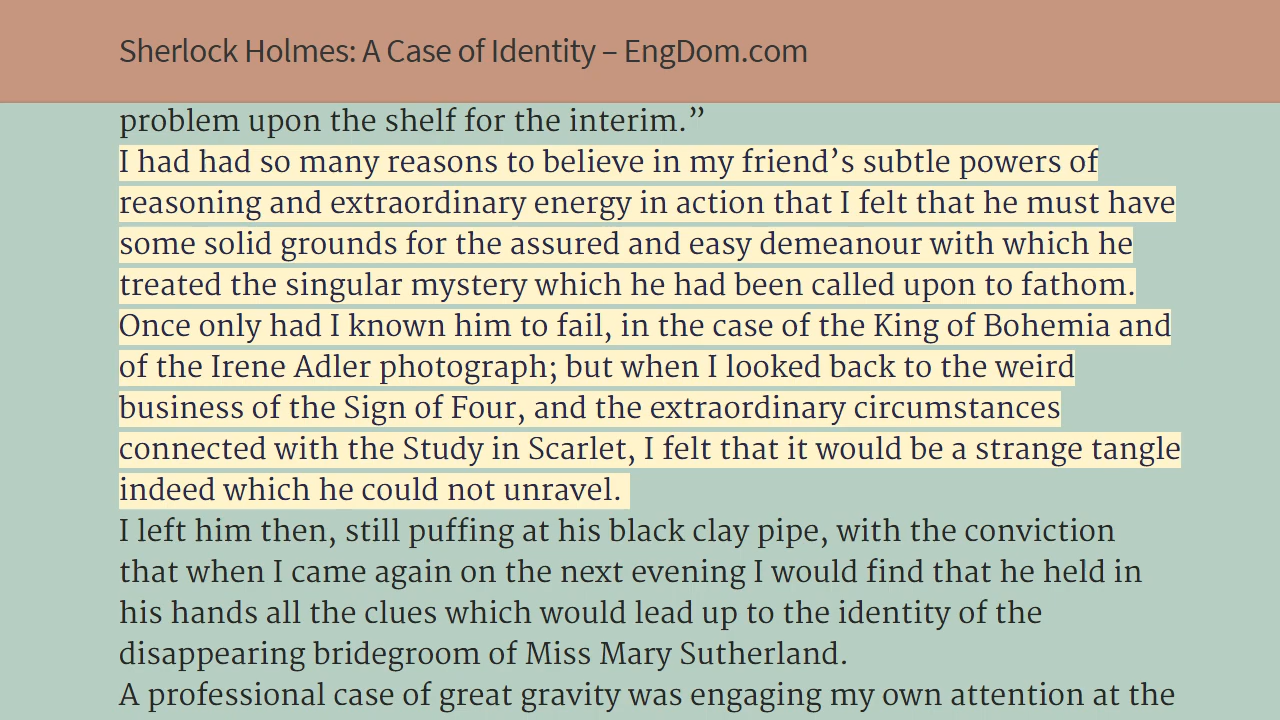 Sherlock Holmes: A Case of Identity – EngDom.com
problem upon the shelf for the interim.”
I had had so many reasons to believe in my friend’s subtle powers of
reasoning and extraordinary energy in action that I felt that he must have
some solid grounds for the assured and easy demeanour with which he
treated the singular mystery which he had been called upon to fathom.
Once only had I known him to fail, in the case of the King of Bohemia and
of the Irene Adler photograph; but when I looked back to the weird
business of the Sign of Four, and the extraordinary circumstances
connected with the Study in Scarlet, I felt that it would be a strange tangle
indeed which he could not unravel.
I left him then, still puffing at his black clay pipe, with the conviction
that when I came again on the next evening I would find that he held in
his hands all the clues which would lead up to the identity of the
disappearing bridegroom of Miss Mary Sutherland.
A professional case of great gravity was engaging my own attention at the